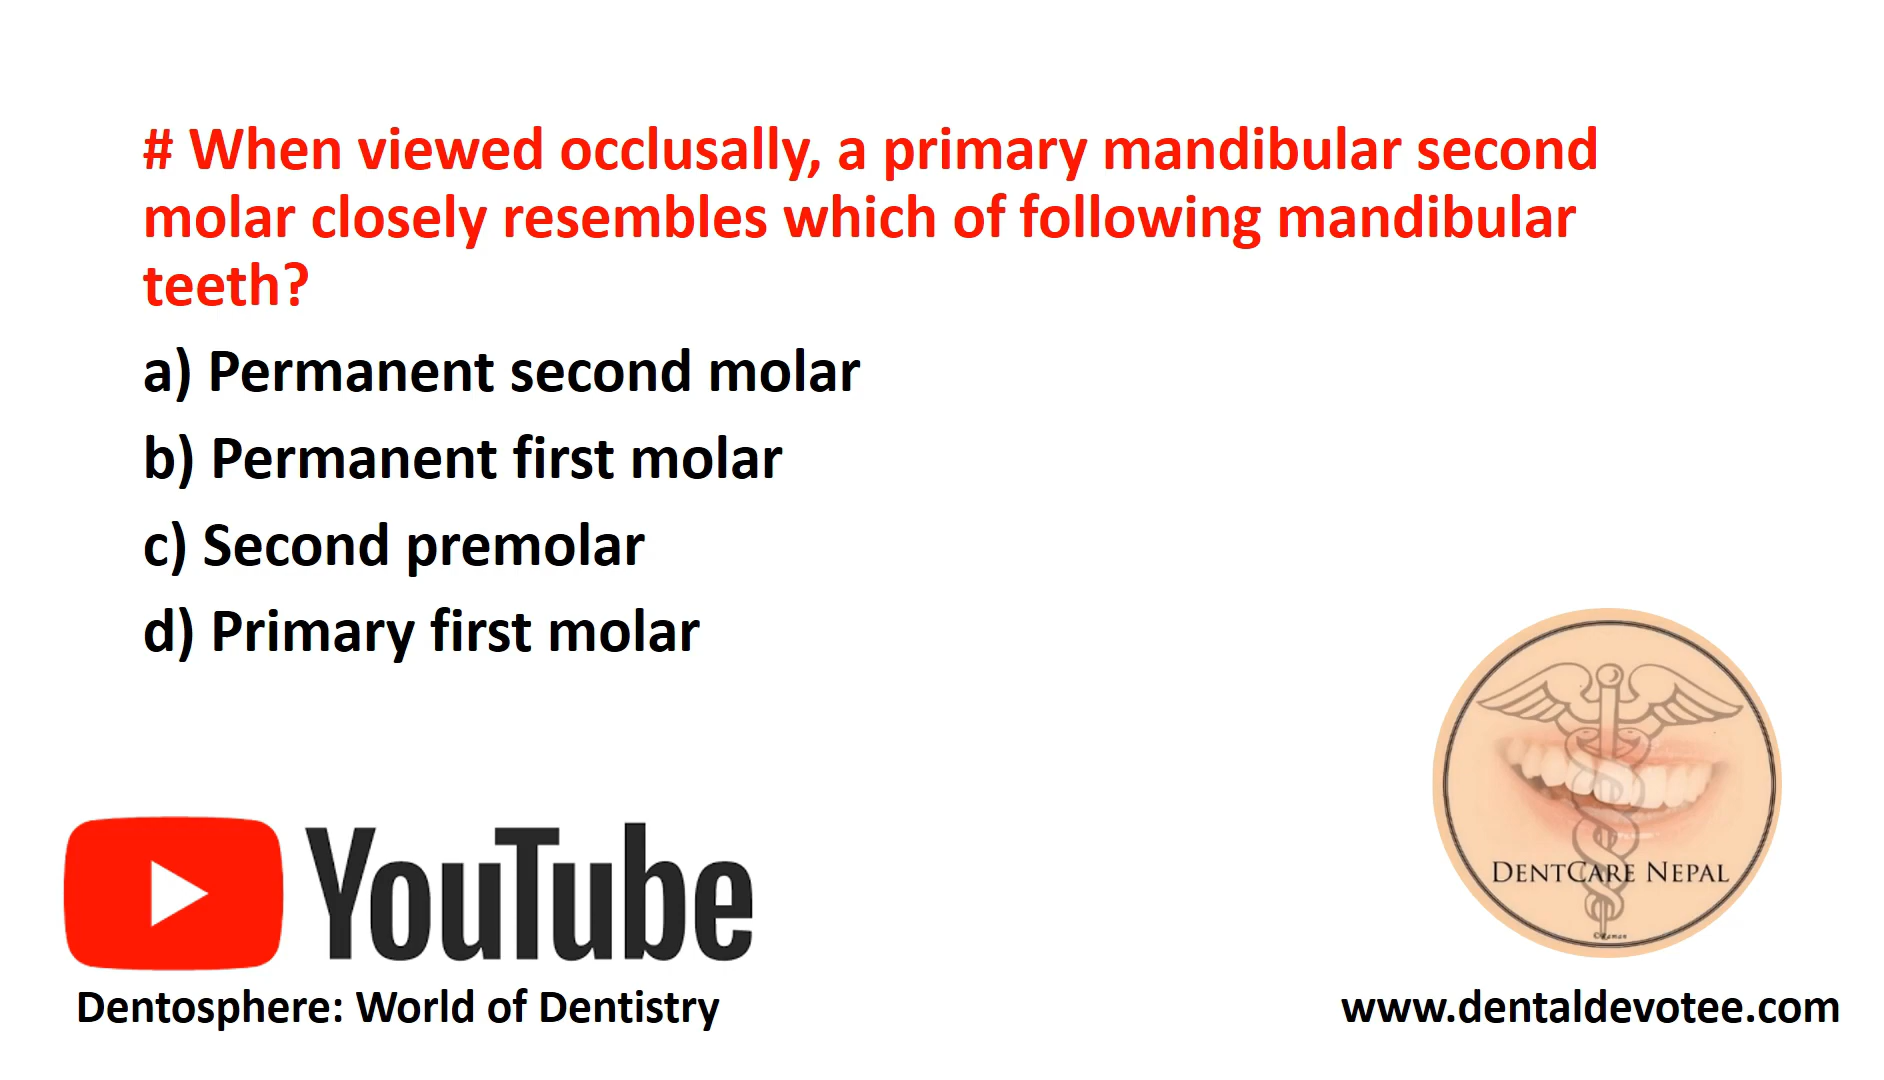 # When viewed occlusally, a primary mandibular second
molar closely resembles which of following mandibular
teeth?
a) Permanent second molar
b) Permanent first molar
c) Second premolar
d) Primary first molar
DentCare Nepal
YouTube
Dentosphere: World of Dentistry
www.dentaldevotee.com